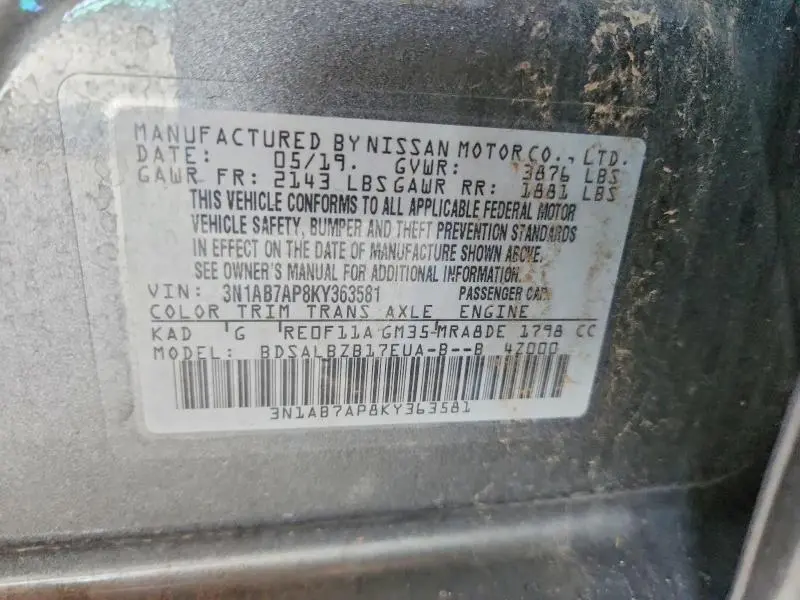 MANUFACTURED BY NISSAN MOTOR CO., LTD.
DATE: 05/19. GVWR: 3876 LBS
GAWR FR: 2143 LBS GAWR RR: 1881 LBS
THIS VEHICLE CONFORMS TO ALL APPLICABLE FEDERAL MOTOR
VEHICLE SAFETY, BUMPER AND THEFT PREVENTION STANDARDS
IN EFFECT ON THE DATE OF MANUFACTURE SHOWN ABOVE.
SEE OWNER'S MANUAL FOR ADDITIONAL INFORMATION.
VIN: 3N1AB7AP8KY363581 PASSENGER CAR
COLOR TRIM TRANS AXLE ENGINE
KAD G RE0F11A GM35-MRA8DE 1798 CC
MODEL: BDSALBZB17EUA-B--B 4Z000
3N1AB7AP8KY363581